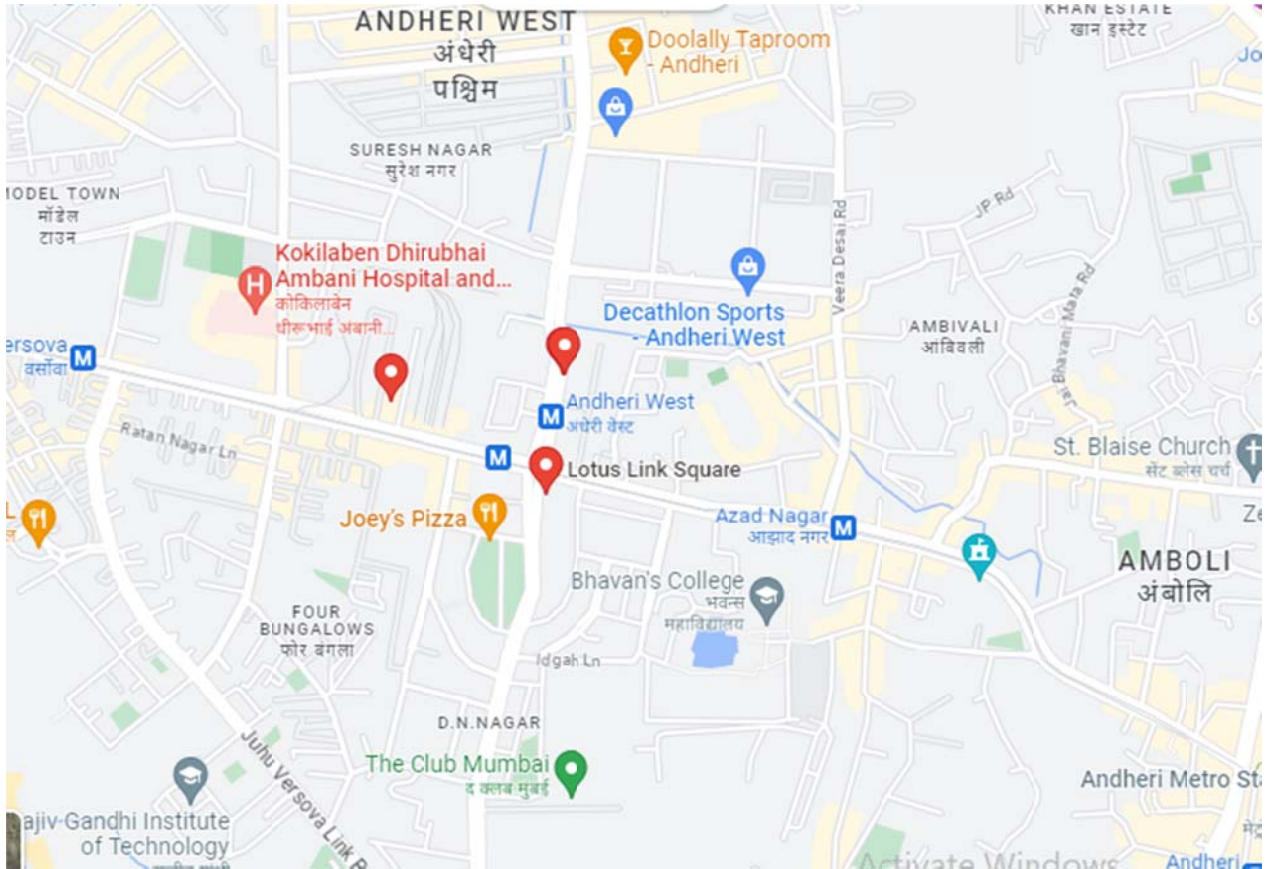 ANDHERI WEST
अंधेरी
पश्चिम
KHAN ESTATE
खान इस्टेट
Doolally Taproom
- Andheri
SURESH NAGAR
सुरेश नगर
MODEL TOWN
मॉडेल
टाउन
JP Rd
Veera Desai Rd
Jai Bhavani Mata Rd
Kokilaben Dhirubhai
Ambani Hospital and...
कोकिलाबेन
धीरूभाई अंबानी...
Decathlon Sports
- Andheri West
AMBIVALI
आंबिवली
ersova
वर्सोवा
M
Andheri West
अंधेरी वेस्ट
M
Ratan Nagar Ln
M
Lotus Link Square
St. Blaise Church
सेंट ब्लेस चर्च
Joey's Pizza
Azad Nagar
आझाद नगर
M
Ze
L
ल
AMBOLI
अंबोलि
Bhavan's College
भवन्स
महाविद्यालय
FOUR
BUNGALOWS
फोर बंगला
Idgah Ln
D.N.NAGAR
The Club Mumbai
द क्लब मुंबई
Juhu Versova Link R
Andheri Metro Sta
मेट्रो
ajiv Gandhi Institute
of Technology
Activate Windows
Andheri